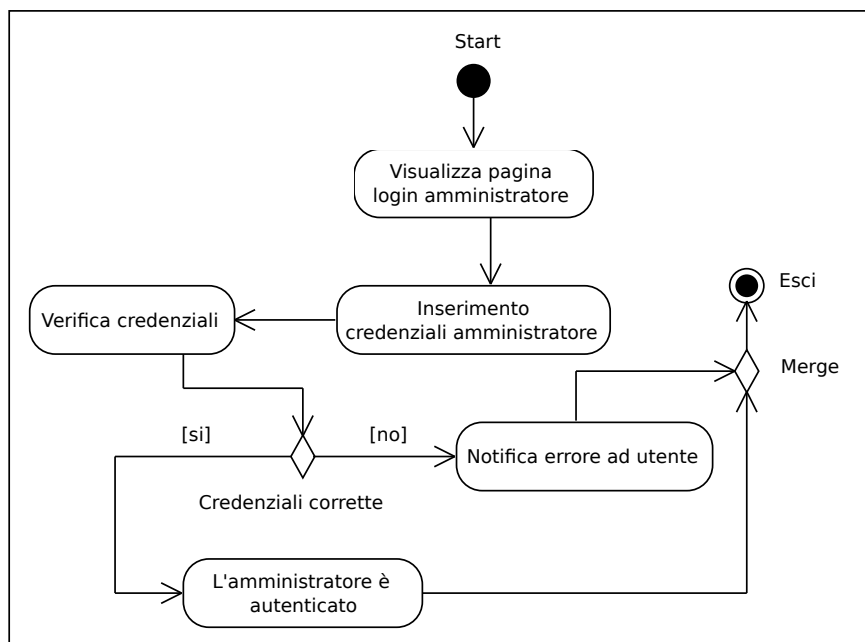 Start
Visualizza pagina
login amministratore
Esci
Verifica credenziali
Inserimento
credenziali amministratore
Merge
[si]
[no]
Notifica errore ad utente
Credenziali corrette
L'amministratore è
autenticato